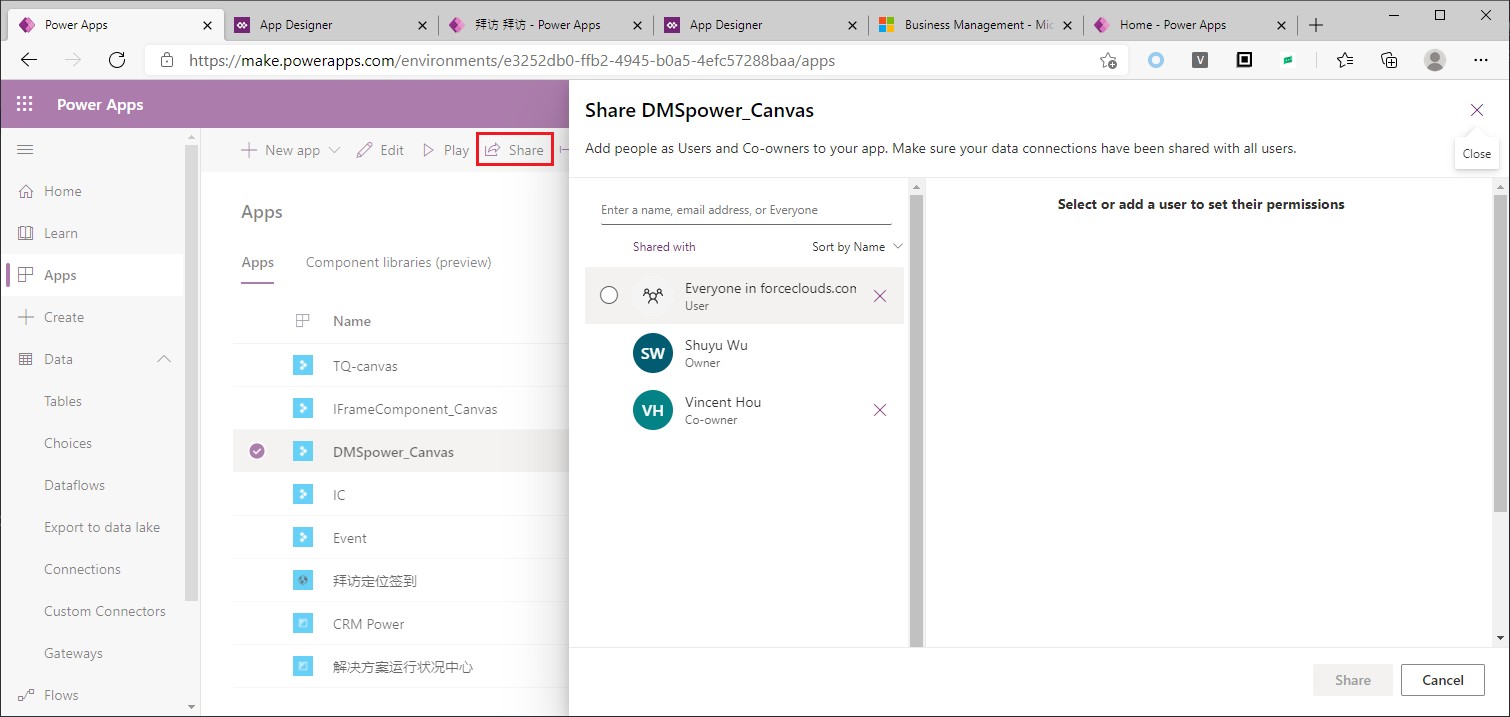 Power Apps
App Designer
拜访 拜访 - Power Apps
App Designer
Business Management - Mic
Home - Power Apps
https://make.powerapps.com/environments/e3252db0-ffb2-4945-b0a5-4efc57288baa/apps
V
Power Apps
Home
Learn
Apps
Create
Data
Tables
Choices
Dataflows
Export to data lake
Connections
Custom Connectors
Gateways
Flows
New app
Edit
Play
Share
Apps
Apps
Component libraries (preview)
Name
TQ-canvas
IFrameComponent_Canvas
DMSpower_Canvas
IC
Event
拜访定位签到
CRM Power
解决方案运行状况中心
Share DMSpower_Canvas
Close
Add people as Users and Co-owners to your app. Make sure your data connections have been shared with all users.
Enter a name, email address, or Everyone
Shared with
Sort by Name
Everyone in forceclouds.com
User
SW
Shuyu Wu
Owner
VH
Vincent Hou
Co-owner
Select or add a user to set their permissions
Share
Cancel